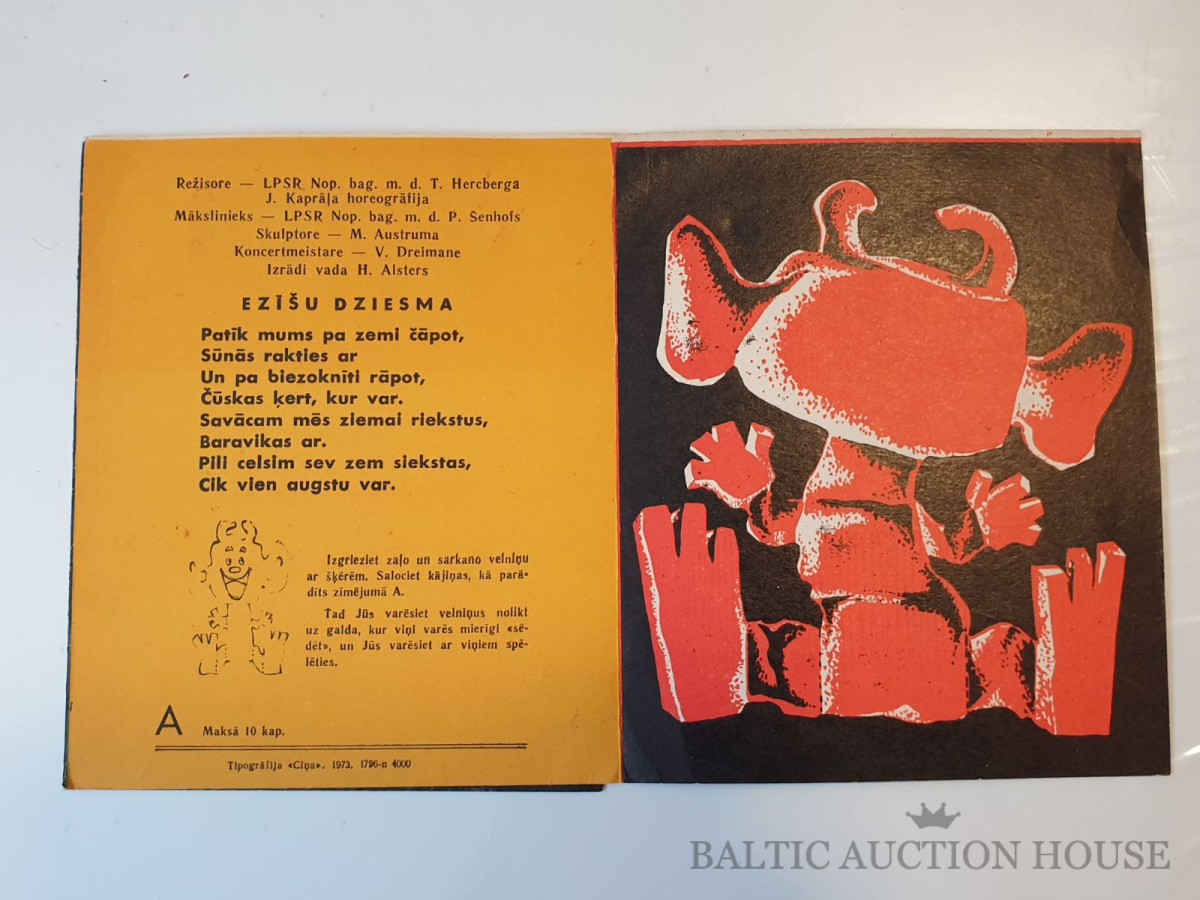 Režisore — LPSR Nop. bag. m. d. T. Hercberga
J. Kaprāļa horeogrāfija
Mākslinieks — LPSR Nop. bag. m. d. P. Šenhofs
Skulptore — M. Austruma
Koncertmeistare — V. Dreimane
Izrādi vada H. Alsters
EZĪŠU DZIESMA
Patīk mums pa zemi čāpot,
Sūnās rakties ar
Un pa biezoknīti rāpot,
Čūskas ķert, kur var.
Savācam mēs ziemai riekstus,
Baravikas ar.
Pili celsim sev zem siekstas,
Cik vien augstu var.
Izgrieziet zaļo un sarkano velniņu
ar šķērēm. Salociet kājiņas, kā parā-
dīts zīmējumā A.
Tad Jūs varēsiet velniņus nolikt
uz galda, kur viņi varēs mierīgi «sē-
dēt», un Jūs varēsiet ar viņiem spē-
lēties.
A Maksā 10 kap.
Tipogrāfija «Cīņa», 1973, 1796-n 4000
BALTIC AUCTION HOUSE